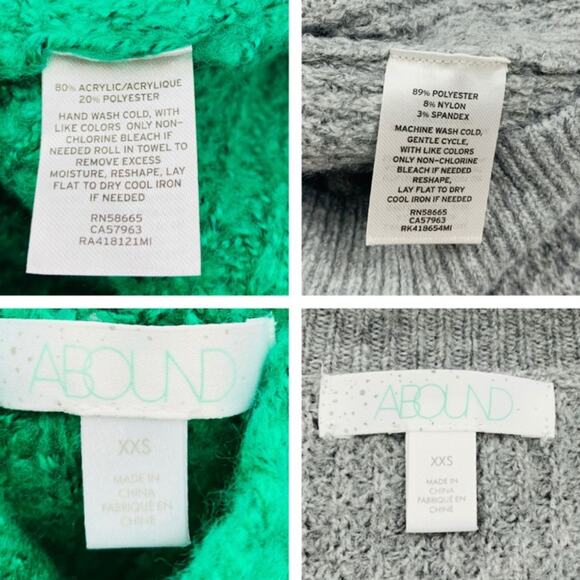 80% ACRYLIC/ACRYLIQUE
20% POLYESTER
HAND WASH COLD, WITH
LIKE COLORS ONLY NON-
CHLORINE BLEACH IF
NEEDED ROLL IN TOWEL TO
REMOVE EXCESS
MOISTURE, RESHAPE, LAY
FLAT TO DRY COOL IRON
IF NEEDED
RN58665
CA57963
RA418121MI
89% POLYESTER
8% NYLON
3% SPANDEX
MACHINE WASH COLD,
GENTLE CYCLE,
WITH LIKE COLORS
ONLY NON-CHLORINE
BLEACH IF NEEDED
RESHAPE,
LAY FLAT TO DRY
COOL IRON IF NEEDED
RN58665
CA57963
RK418654MI
ABOUND
XXS
MADE IN
CHINA
FABRIQUÉ EN
CHINE
ABOUND
XXS
MADE IN
CHINA
FABRIQUÉ EN
CHINE